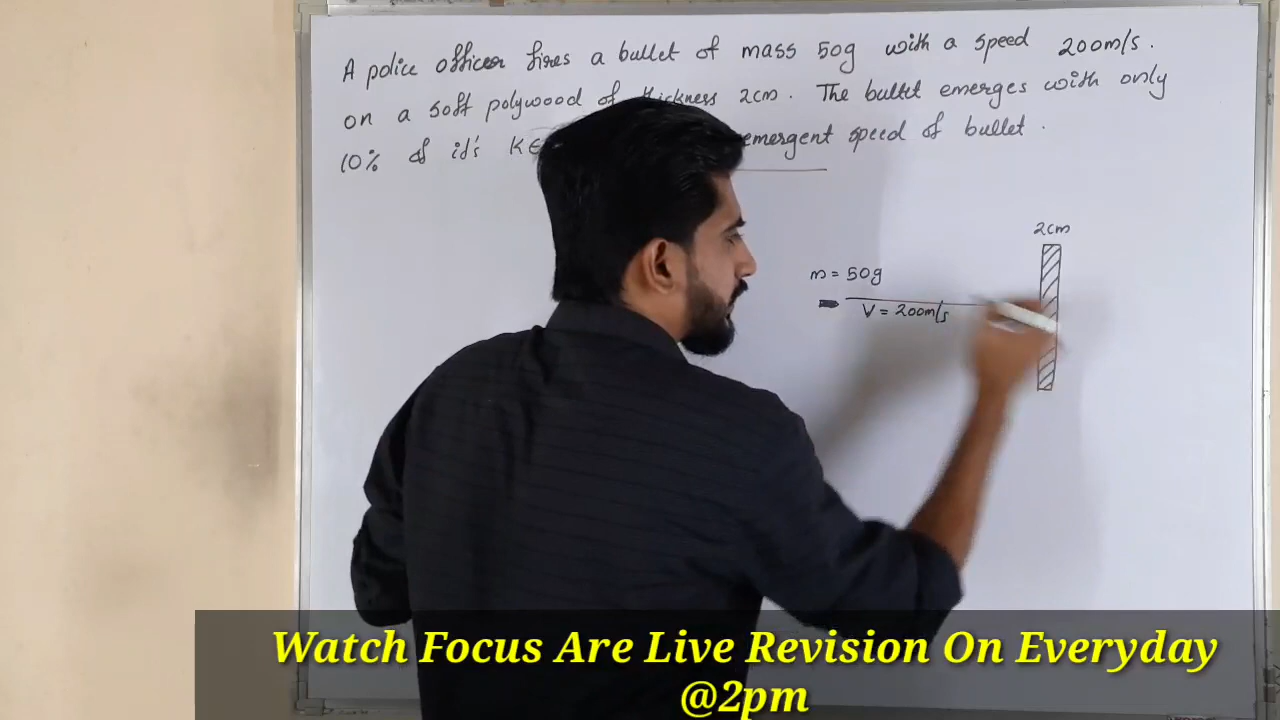 A police officer fires a bullet of mass 50g with a speed 200m/s.
on a soft polywood of thickness 2cm. The bullet emerges with only
10% of it's KE emergent speed of bullet.
2cm
m = 50g
V = 200m/s
Watch Focus Are Live Revision On Everyday
@2pm